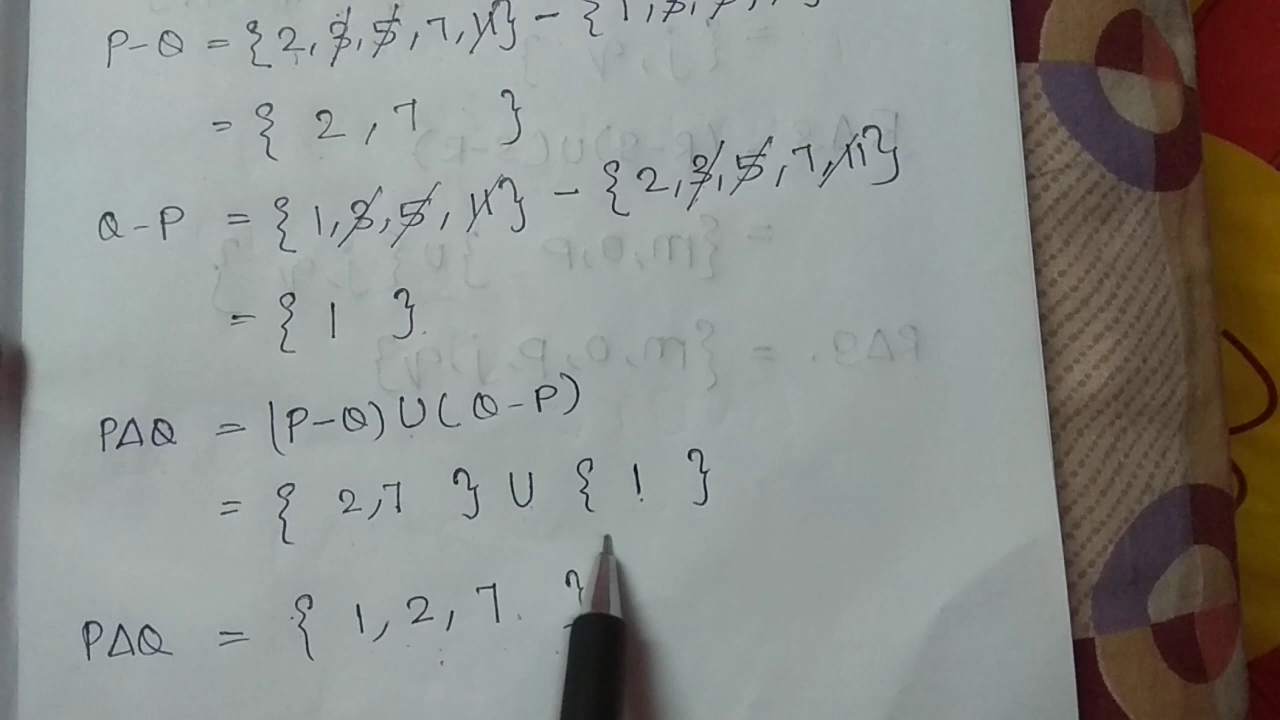 P-Q = {2, 3, 5, 7, 11} - {1, 3,
= { 2, 7 }
Q-P = {1, 3, 5, 11} - {2, 3, 5, 7, 11}
= { 1 }.
PΔQ = (P-Q) U (Q-P)
= { 2,7 } U { 1 }
PΔQ = { 1, 2, 7. }